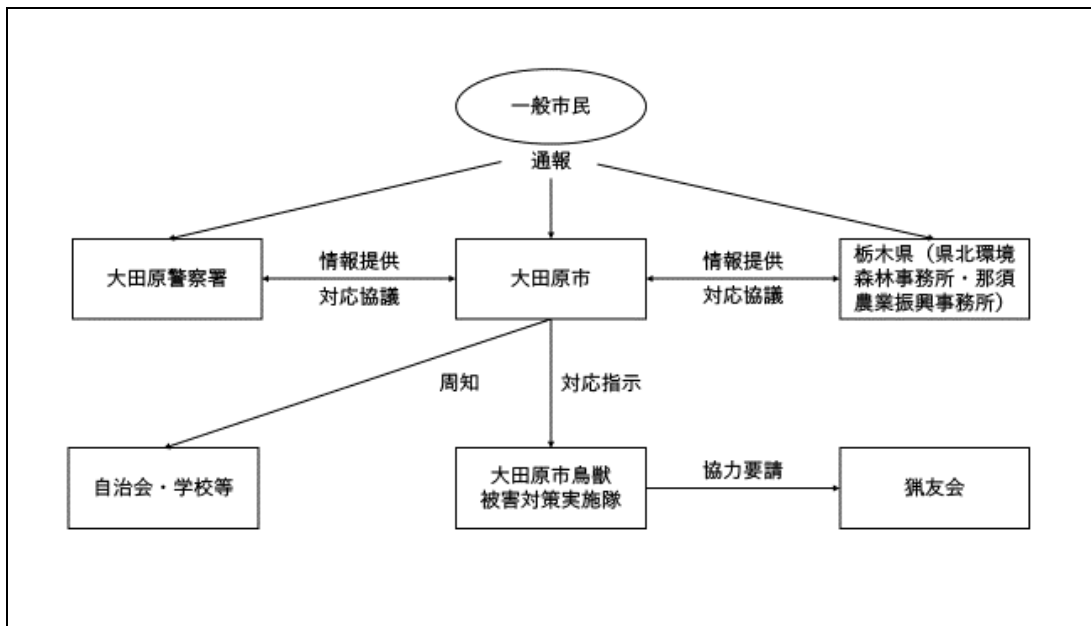 一般市民
通報
大田原警察署
情報提供
対応協議
大田原市
情報提供
対応協議
栃木県（県北環境
森林事務所・那須
農業振興事務所）
周知
対応指示
自治会・学校等
大田原市鳥獣
被害対策実施隊
協力要請
猟友会